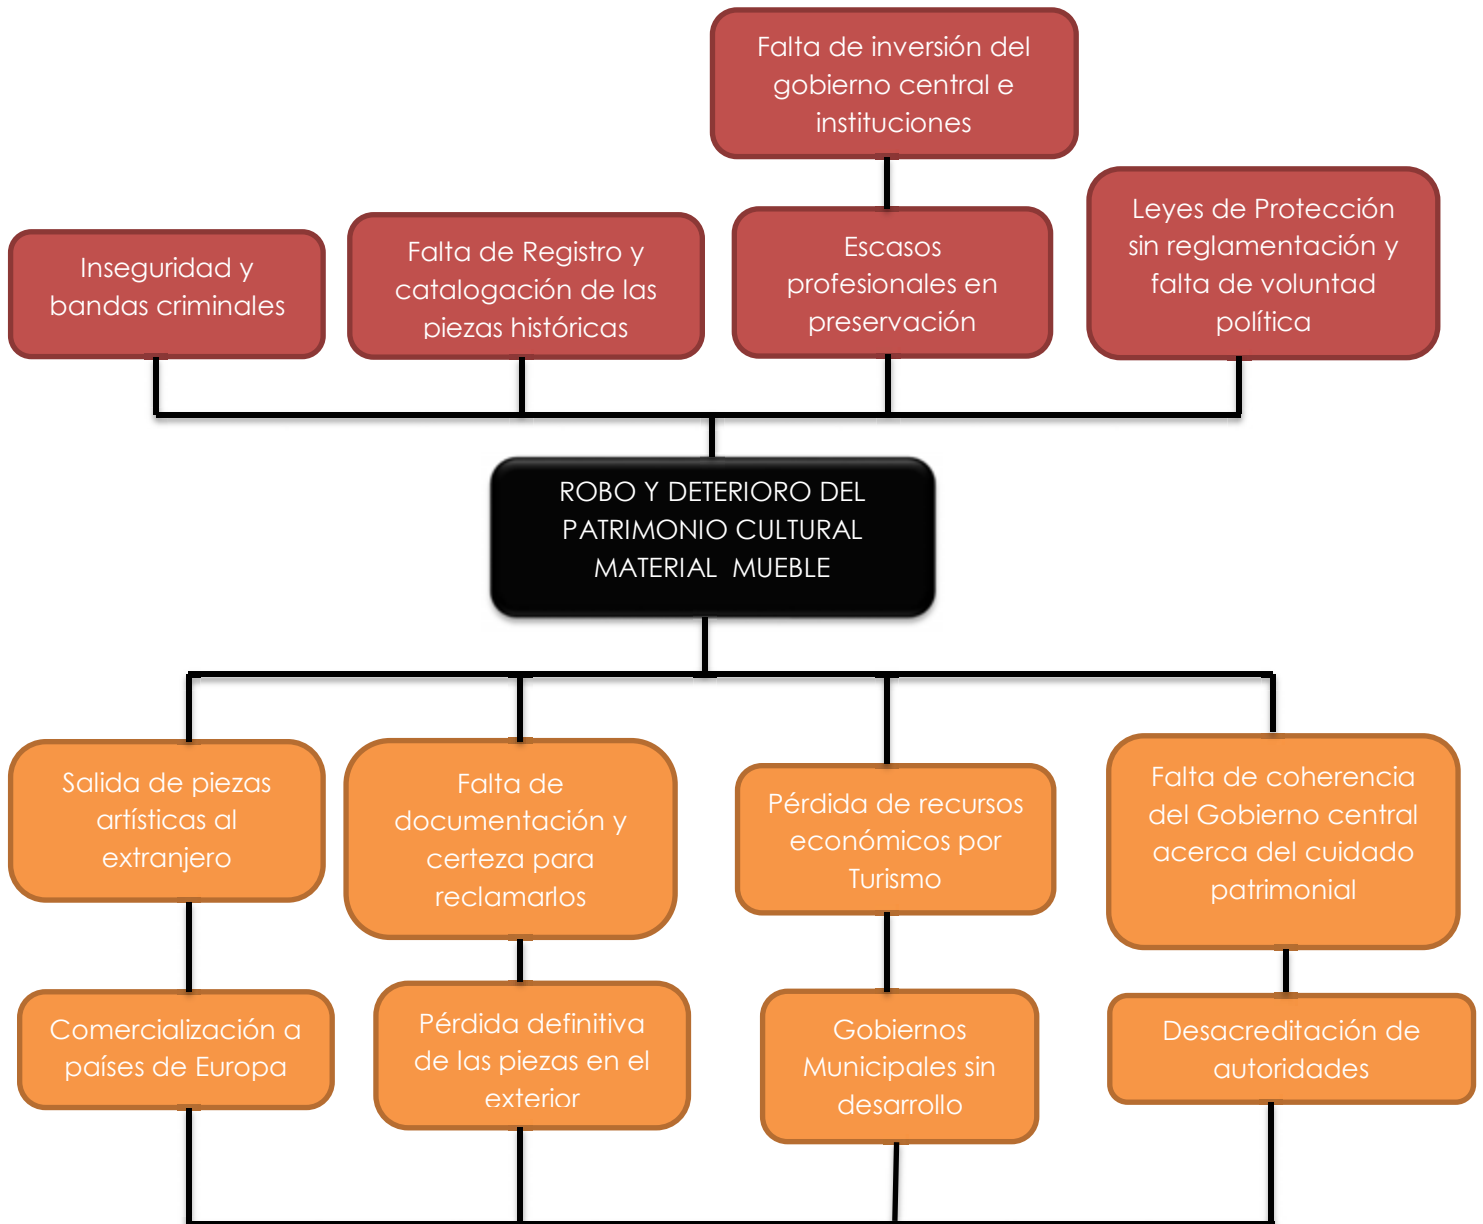 Falta de inversión del
gobierno central e
instituciones
Inseguridad y
bandas criminales
Falta de Registro y
catalogación de las
piezas históricas
Escasos
profesionales en
preservación
Leyes de Protección
sin reglamentación y
falta de voluntad
política
ROBO Y DETERIORO DEL
PATRIMONIO CULTURAL
MATERIAL MUEBLE
Salida de piezas
artísticas al
extranjero
Falta de
documentación y
certeza para
reclamarlos
Pérdida de recursos
económicos por
Turismo
Falta de coherencia
del Gobierno central
acerca del cuidado
patrimonial
Comercialización a
países de Europa
Pérdida definitiva
de las piezas en el
exterior
Gobiernos
Municipales sin
desarrollo
Desacreditación de
autoridades